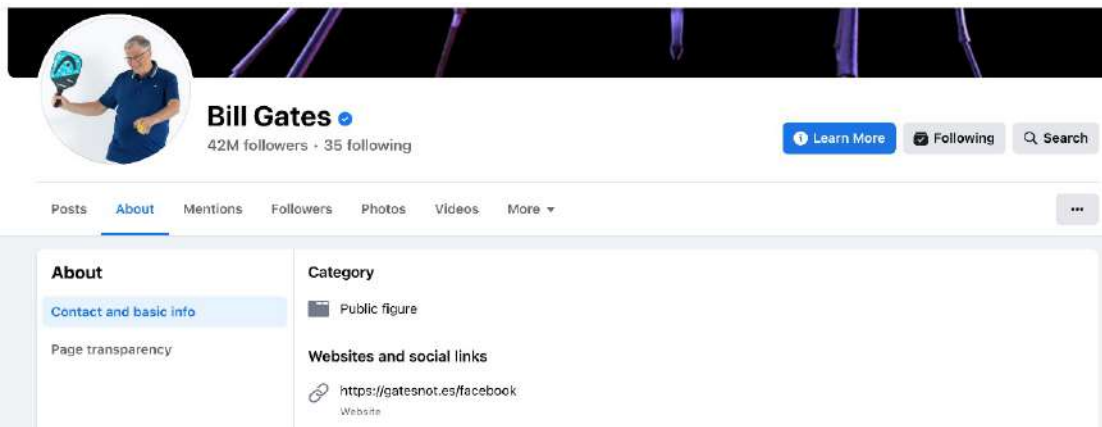 Bill Gates
42M followers · 35 following
Learn More Following Search
Posts About Mentions Followers Photos Videos More
About
Contact and basic info
Page transparency
Category
Public figure
Websites and social links
https://gatesnot.es/facebook
Website